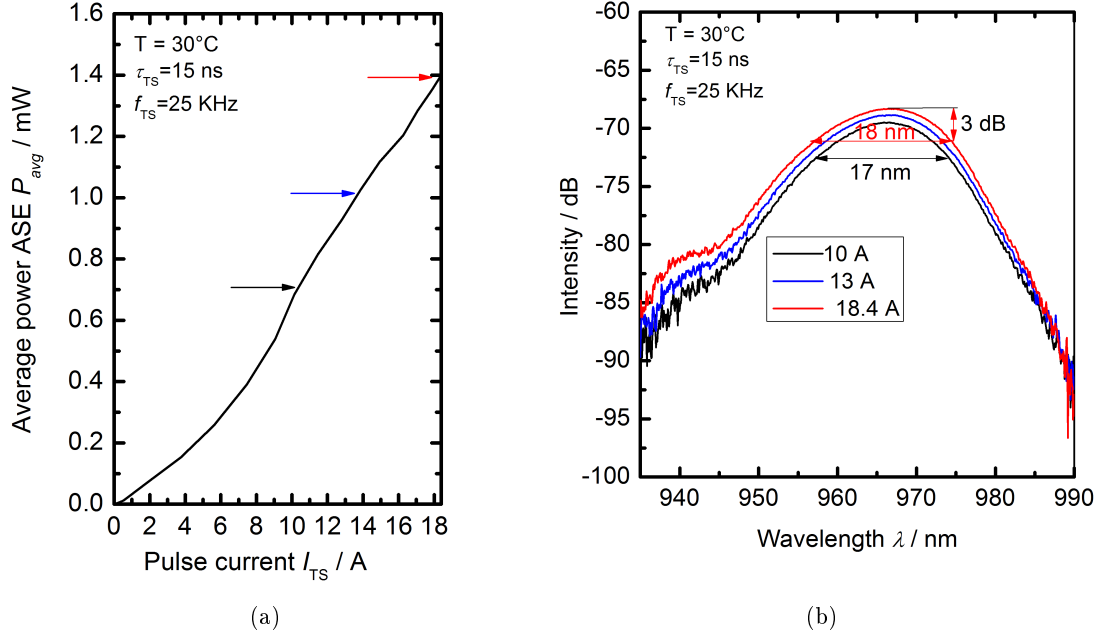 1.6
1.4
1.2
1.0
0.8
0.6
0.4
0.2
0.0
0 2 4 6 8 10 12 14 16 18
Average power ASE Pavg / mW
Pulse current ITS / A
T = 30°C
τTS=15 ns
fTS=25 KHz
(a)
-60
-65
-70
-75
-80
-85
-90
-95
-100
940 950 960 970 980 990
Intensity / dB
Wavelength λ / nm
T = 30°C
τTS=15 ns
fTS=25 KHz
3 dB
18 nm
17 nm
10 A
13 A
18.4 A
(b)